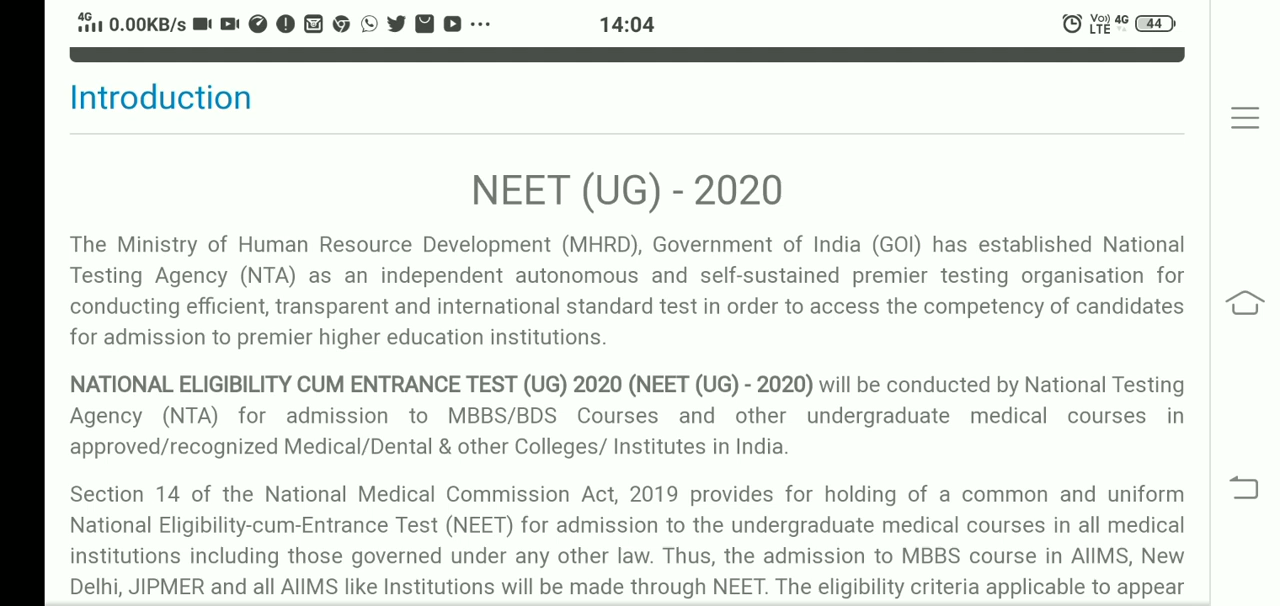 4G 0.00KB/s ... 14:04 Vo) LTE 4G 44
Introduction
NEET (UG) - 2020
The Ministry of Human Resource Development (MHRD), Government of India (GOI) has established National
Testing Agency (NTA) as an independent autonomous and self-sustained premier testing organisation for
conducting efficient, transparent and international standard test in order to access the competency of candidates
for admission to premier higher education institutions.
NATIONAL ELIGIBILITY CUM ENTRANCE TEST (UG) 2020 (NEET (UG) - 2020) will be conducted by National Testing
Agency (NTA) for admission to MBBS/BDS Courses and other undergraduate medical courses in
approved/recognized Medical/Dental & other Colleges/ Institutes in India.
Section 14 of the National Medical Commission Act, 2019 provides for holding of a common and uniform
National Eligibility-cum-Entrance Test (NEET) for admission to the undergraduate medical courses in all medical
institutions including those governed under any other law. Thus, the admission to MBBS course in AIIMS, New
Delhi, JIPMER and all AIIMS like Institutions will be made through NEET. The eligibility criteria applicable to appear